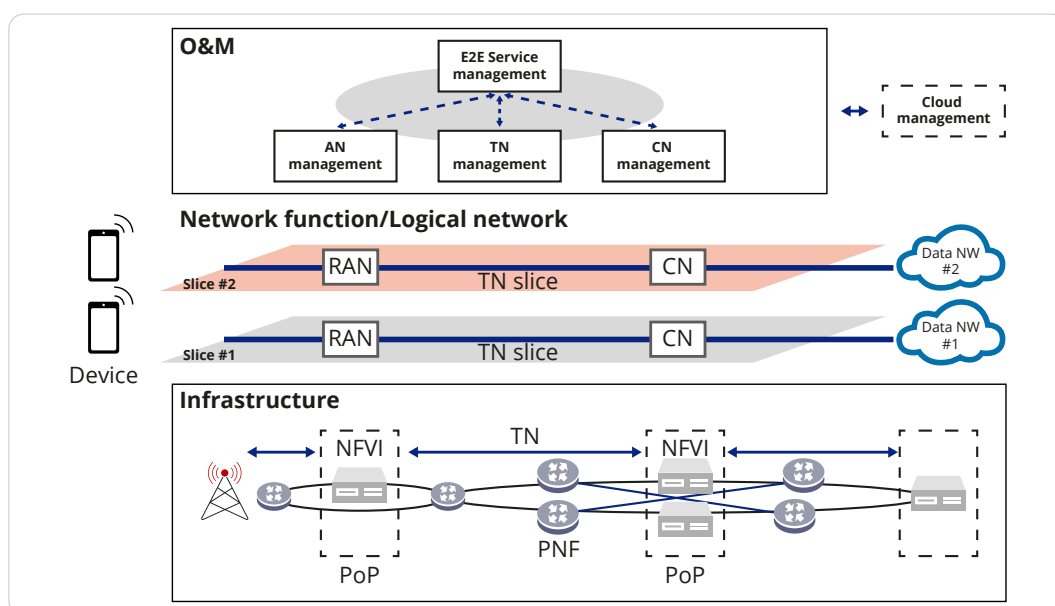 O&M
E2E Service
management
AN
management
TN
management
CN
management
Cloud
management
Network function/Logical network
RAN
CN
TN slice
Slice #2
Data NW
#2
RAN
CN
TN slice
Slice #1
Data NW
#1
Device
Infrastructure
NFVI
TN
NFVI
PNF
PoP
PoP